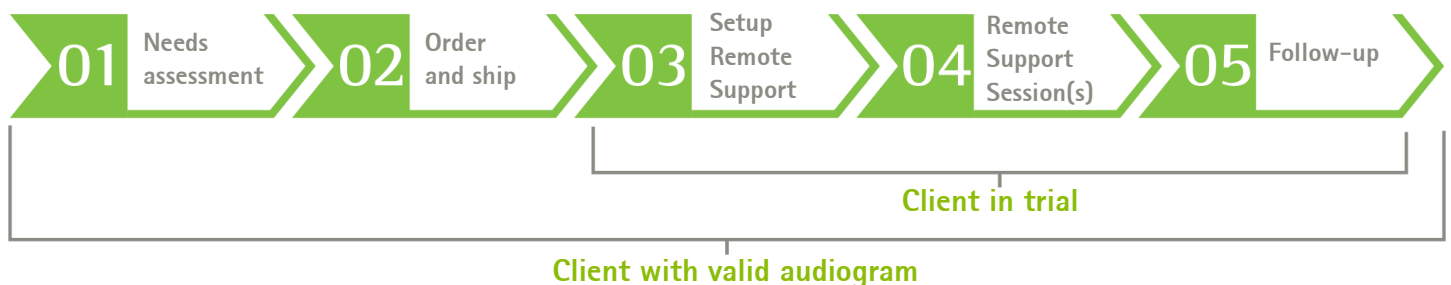 01
Needs
assessment
02
Order
and ship
03
Setup
Remote
Support
04
Remote
Support
Session(s)
05
Follow-up
Client in trial
Client with valid audiogram